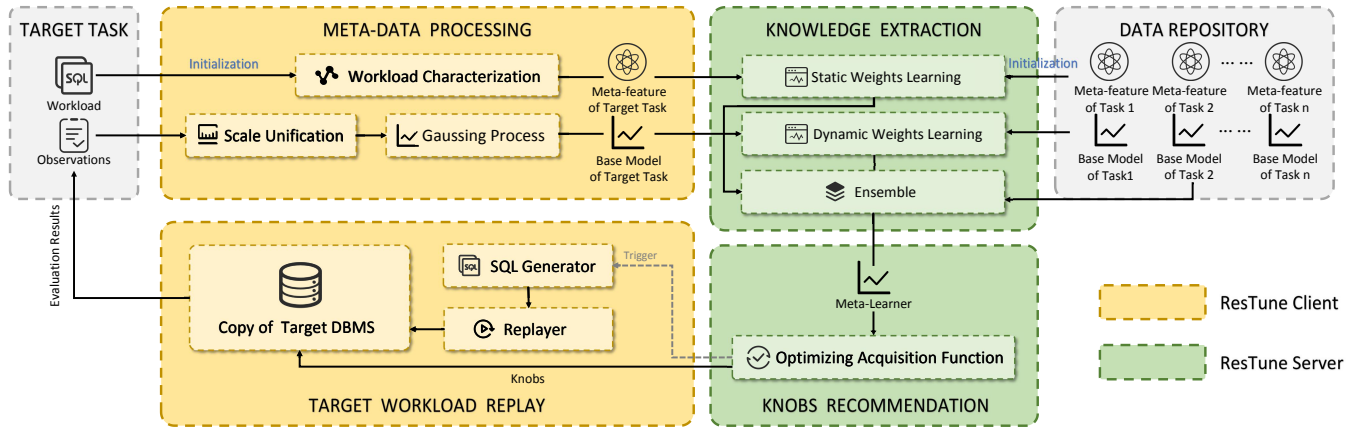 TARGET TASK
SQL
Workload
Observations
Evaluation Results
META-DATA PROCESSING
Initialization
Workload Characterization
Meta-feature
of Target Task
Scale Unification
Gaussing Process
Base Model
of Target Task
KNOWLEDGE EXTRACTION
Static Weights Learning
Dynamic Weights Learning
Ensemble
DATA REPOSITORY
Initialization
... ...
Meta-feature
of Task 1
Meta-feature
of Task 2
Meta-feature
of Task n
... ...
Base Model
of Task1
Base Model
of Task 2
Base Model
of Task n
Copy of Target DBMS
SQL
SQL Generator
Replayer
Trigger
Knobs
TARGET WORKLOAD REPLAY
Meta-Learner
Optimizing Acquisition Function
KNOBS RECOMMENDATION
ResTune Client
ResTune Server